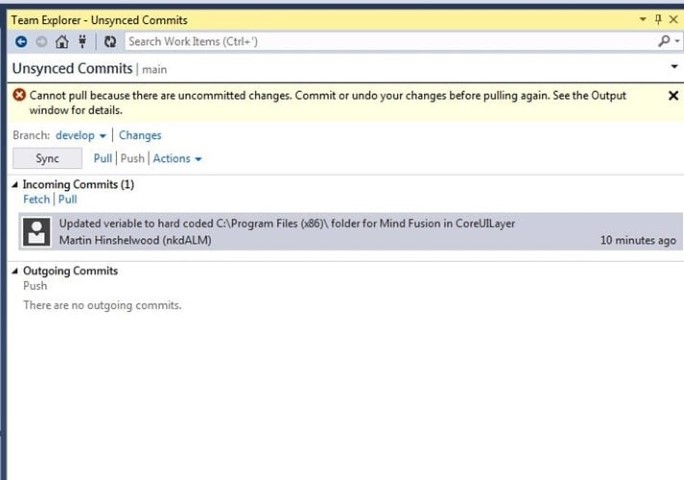 Team Explorer - Unsynced Commits
Search Work Items (Ctrl+')
Unsynced Commits | main
Cannot pull because there are uncommitted changes. Commit or undo your changes before pulling again. See the Output
window for details.
Branch: develop | Changes
Sync Pull | Push | Actions
Incoming Commits (1)
Fetch | Pull
Updated veriable to hard coded C:\Program Files (x86)\ folder for Mind Fusion in CoreUILayer
Martin Hinshelwood (nkdALM) 10 minutes ago
Outgoing Commits
Push
There are no outgoing commits.